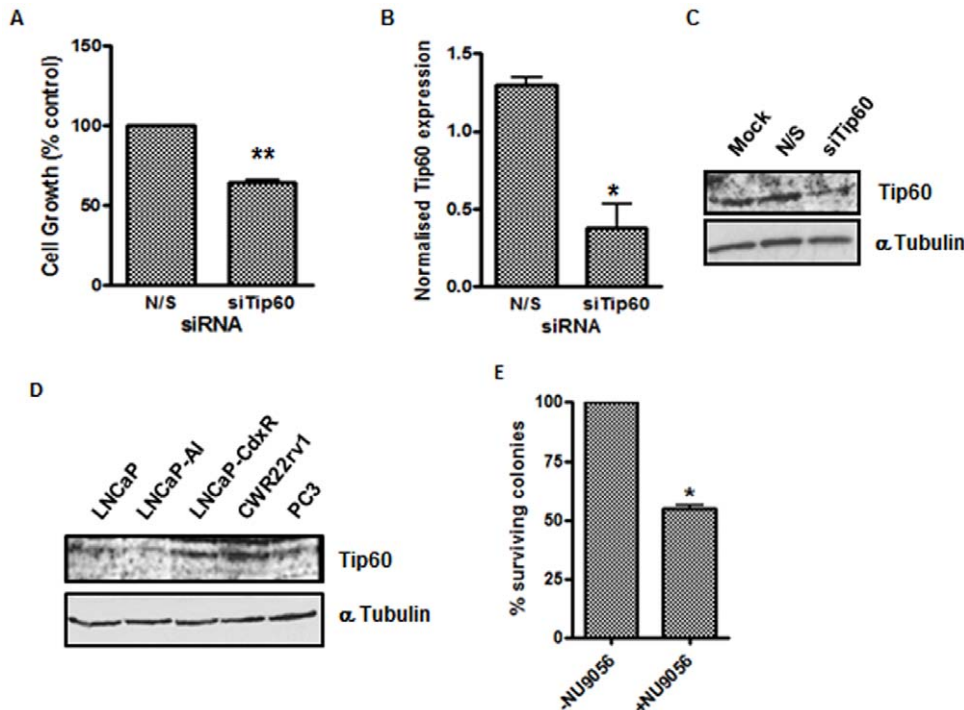 A
Cell Growth (% control)
150
100
50
0
**
N/S
siTip60
siRNA
B
Normalised Tip60 expression
1.5
1.0
0.5
0.0
*
N/S
siTip60
siRNA
C
Mock
N/S
siTip60
Tip60
α Tubulin
D
LNCaP
LNCaP-AI
LNCaP-CdxR
CWR22rv1
PC3
Tip60
α Tubulin
E
% surviving colonies
100
75
50
25
0
*
-NU9056
+NU9056